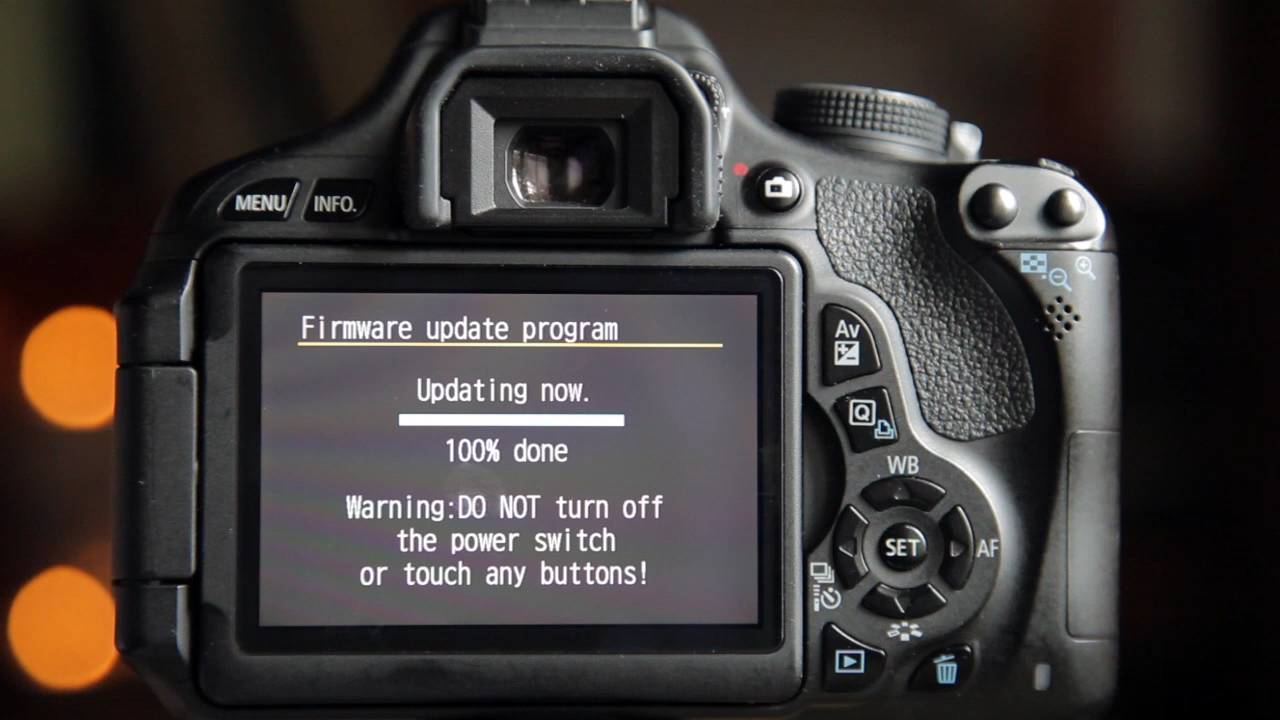 MENU
INFO.
Firmware update program
Updating now.
100% done
Warning:DO NOT turn off
the power switch
or touch any buttons!
Av
Q
WB
SET
AF